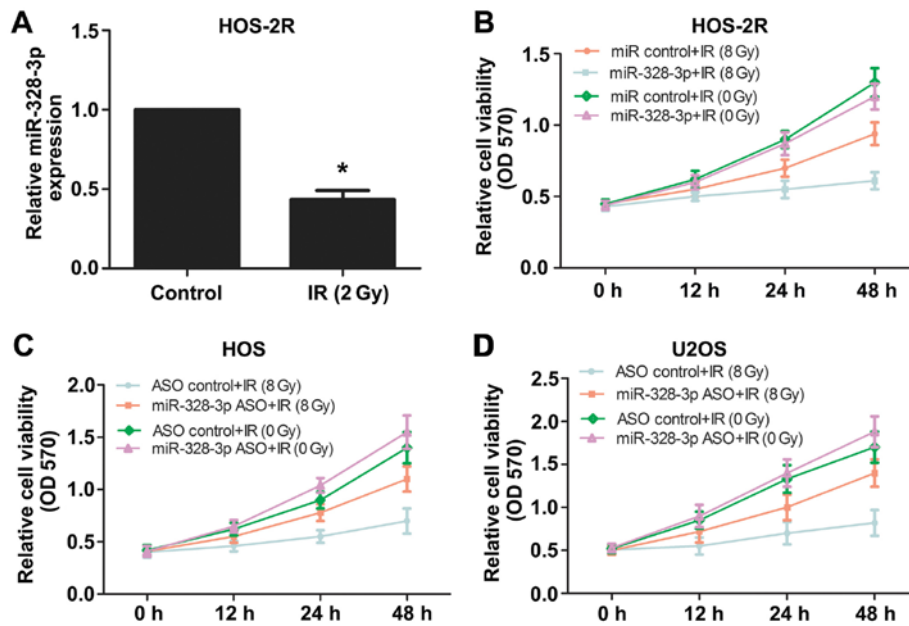 A
HOS-2R
Relative miR-328-3p
expression
1.5
1.0
0.5
0.0
*
Control
IR (2 Gy)
B
HOS-2R
miR control+IR (8 Gy)
miR-328-3p+IR (8 Gy)
miR control+IR (0 Gy)
miR-328-3p+IR (0 Gy)
Relative cell viability
(OD 570)
1.5
1.0
0.5
0.0
0 h
12 h
24 h
48 h
C
HOS
ASO control+IR (8 Gy)
miR-328-3p ASO+IR (8 Gy)
ASO control+IR (0 Gy)
miR-328-3p ASO+IR (0 Gy)
Relative cell viability
(OD 570)
2.0
1.5
1.0
0.5
0.0
0 h
12 h
24 h
48 h
D
U2OS
ASO control+IR (8 Gy)
miR-328-3p ASO+IR (8 Gy)
ASO control+IR (0 Gy)
miR-328-3p ASO+IR (0 Gy)
Relative cell viability
(OD 570)
2.5
2.0
1.5
1.0
0.5
0.0
0 h
12 h
24 h
48 h